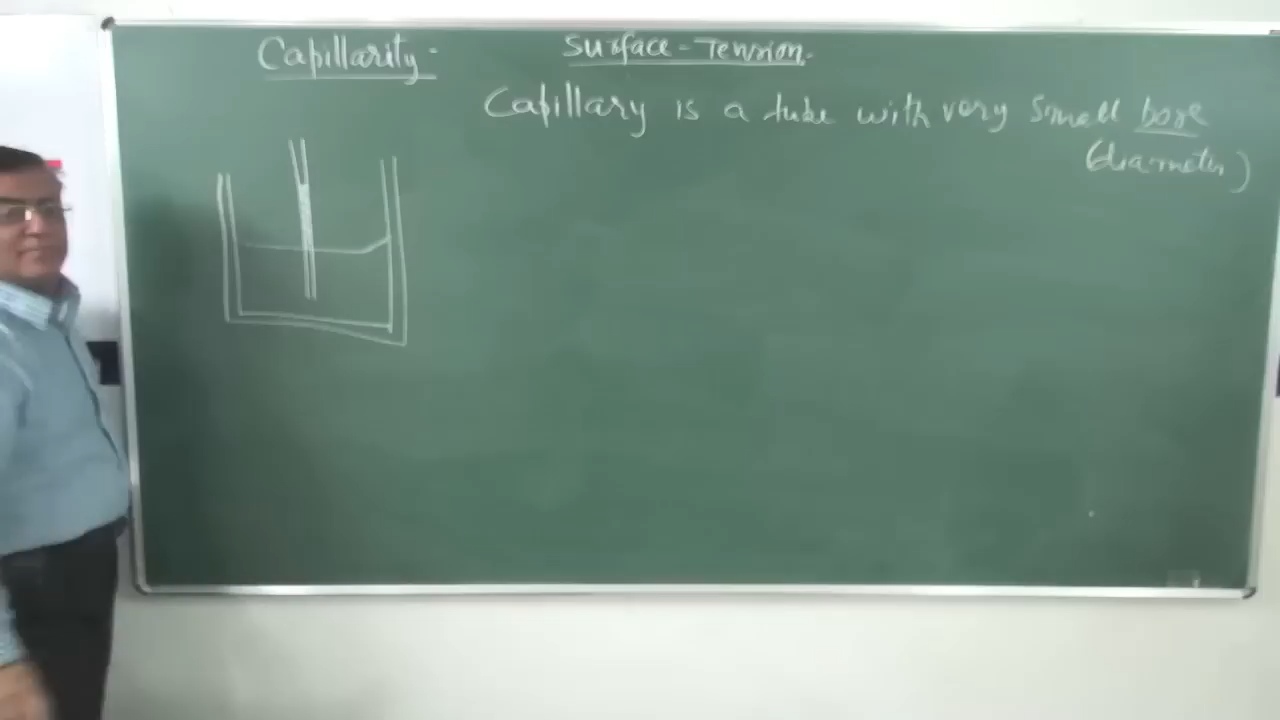 Capillarity-
Surface-Tension.
Capillary is a tube with very small bore
(diameter)